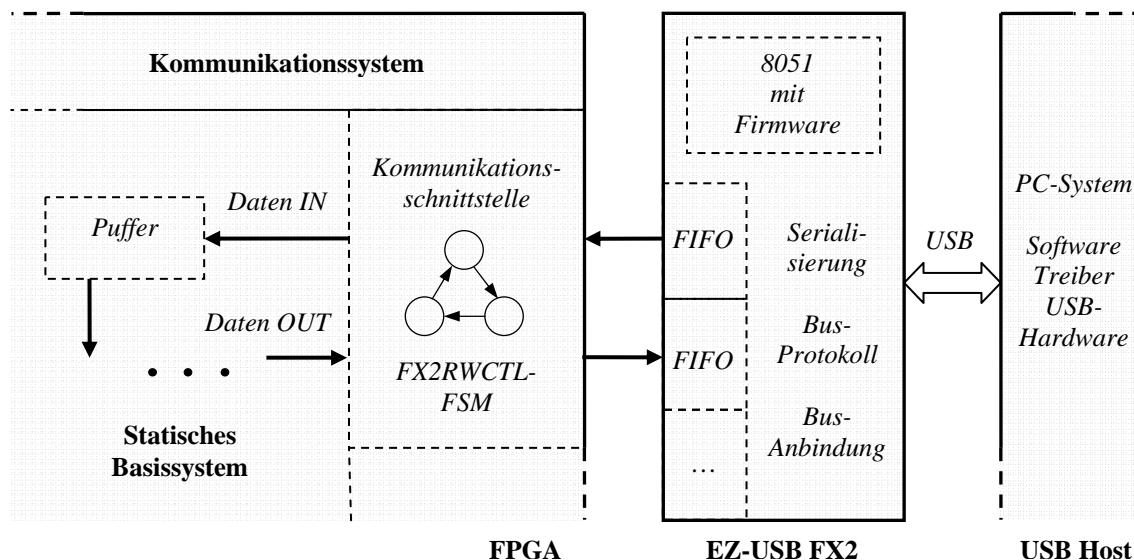 Kommunikationssystem
8051
mit
Firmware
Kommunikations-
schnittstelle
Daten IN
Puffer
Daten OUT
FX2RWCTL-
FSM
Statisches
Basissystem
FIFO
FIFO
…
Seriali-
sierung
Bus-
Protokoll
Bus-
Anbindung
USB
PC-System
Software
Treiber
USB-
Hardware
FPGA
EZ-USB FX2
USB Host